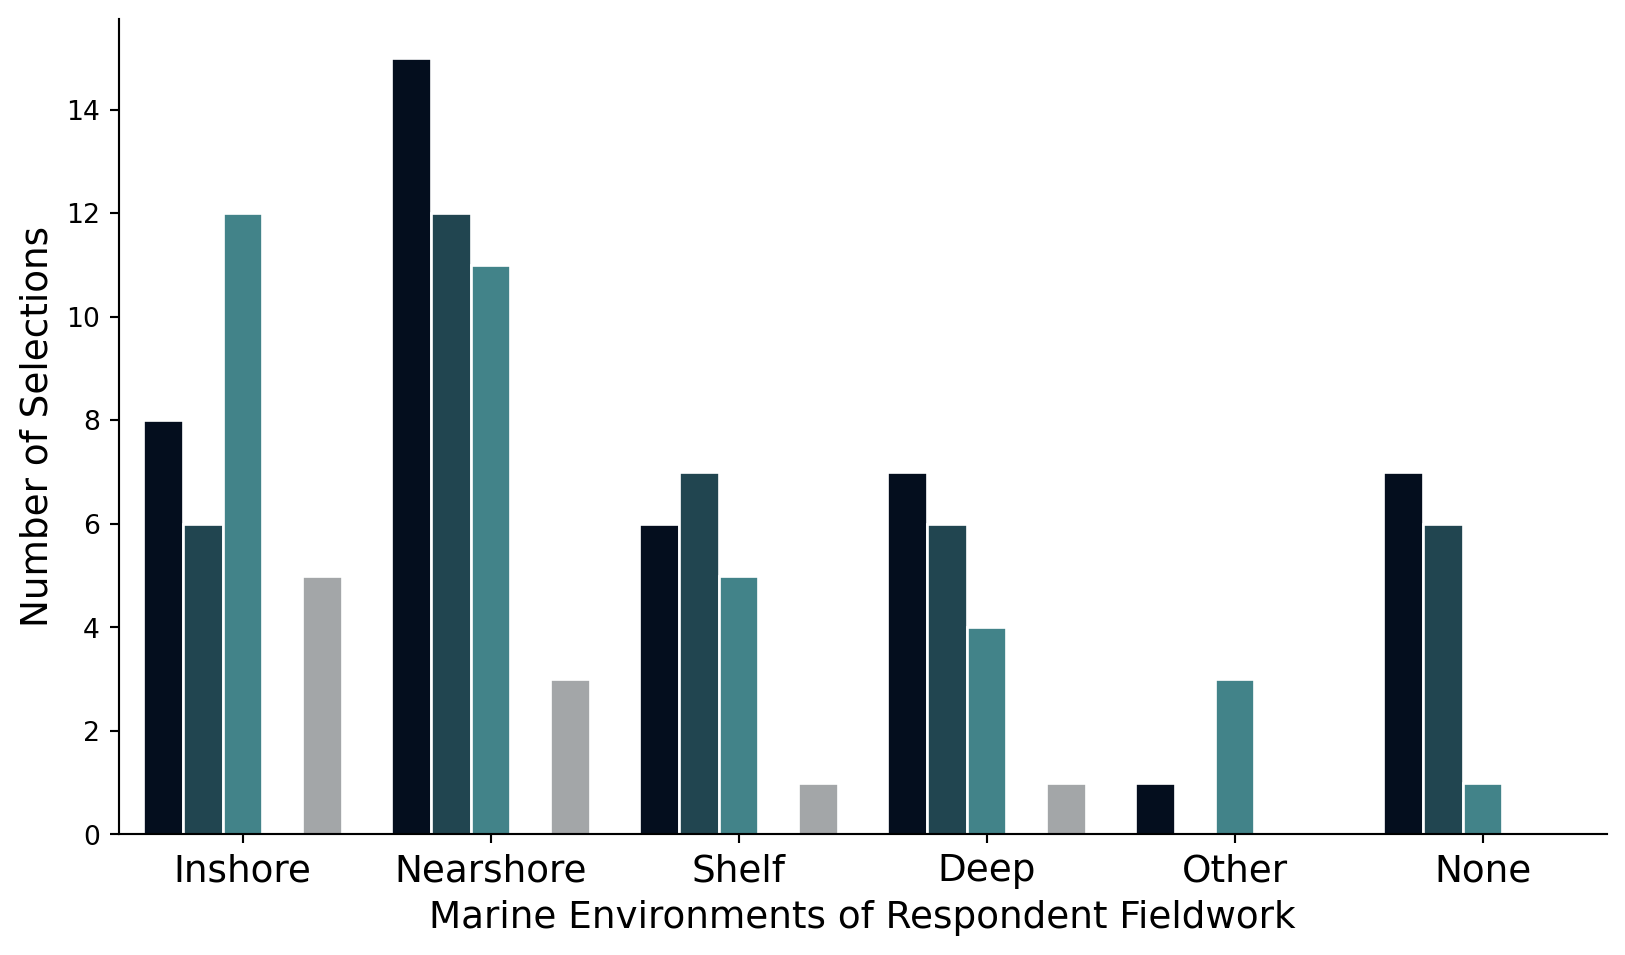 Number of Selections
14
12
10
8
6
4
2
0
Inshore Nearshore Shelf Deep Other None
Marine Environments of Respondent Fieldwork